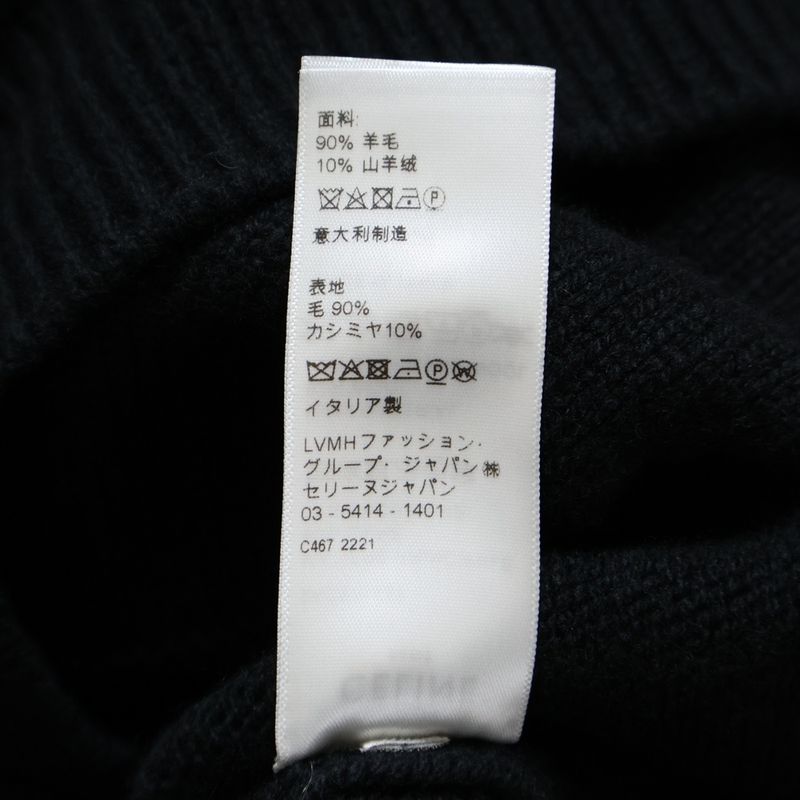 面料:
90% 羊毛
10% 山羊绒
P
意大利制造
表地
毛 90%
カシミヤ10%
P W
イタリア製
LVMHファッション・
グループ・ジャパン㈱
セリーヌジャパン
03 - 5414 - 1401
C467 2221
CELINE